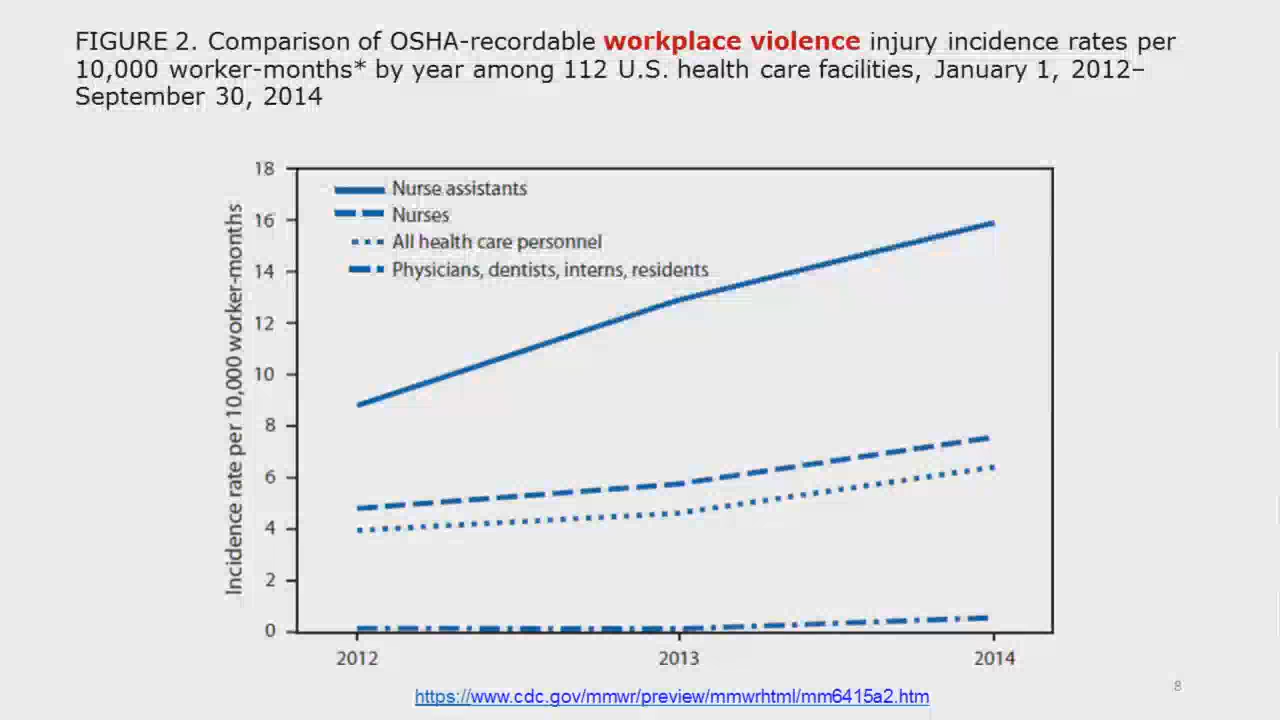 FIGURE 2. Comparison of OSHA-recordable workplace violence injury incidence rates per
10,000 worker-months* by year among 112 U.S. health care facilities, January 1, 2012–
September 30, 2014
18
16
14
12
10
8
6
4
2
0
Incidence rate per 10,000 worker-months
Nurse assistants
Nurses
All health care personnel
Physicians, dentists, interns, residents
2012
2013
2014
https://www.cdc.gov/mmwr/preview/mmwrhtml/mm6415a2.htm
8